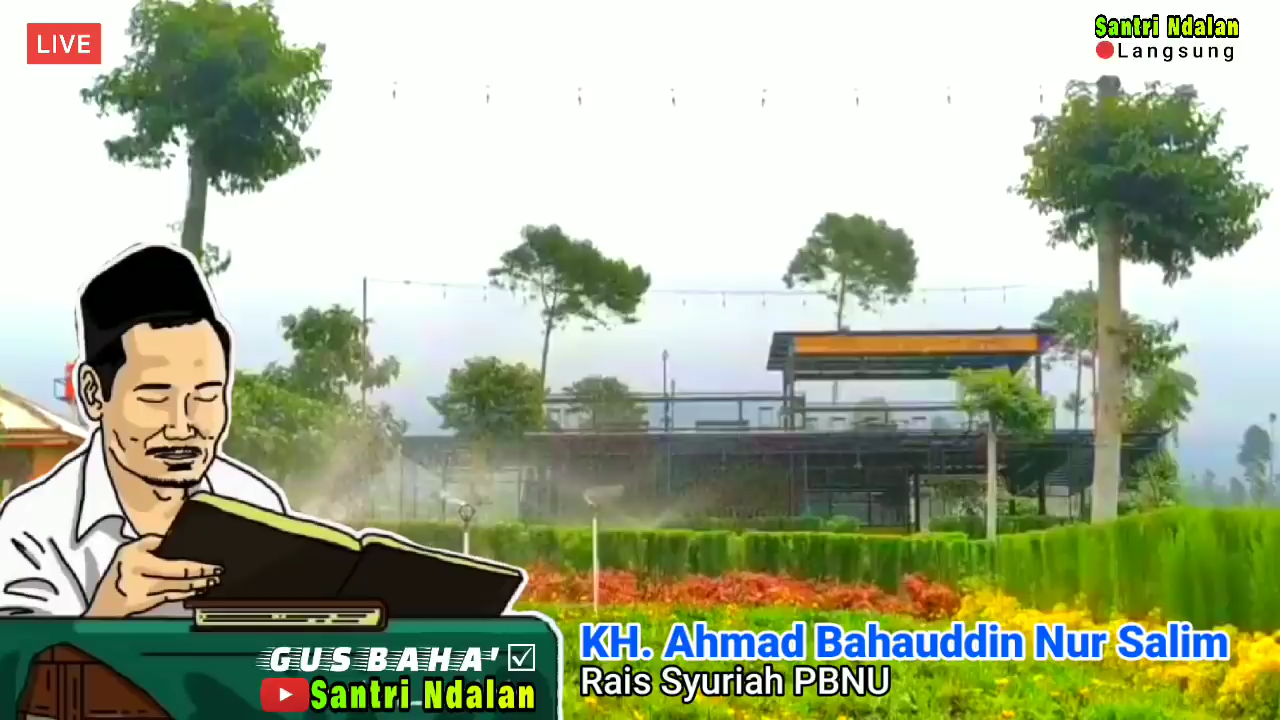 LIVE
Santri Ndalan
Langsung
GUS BAHA'
Santri Ndalan
KH. Ahmad Bahauddin Nur Salim
Rais Syuriah PBNU